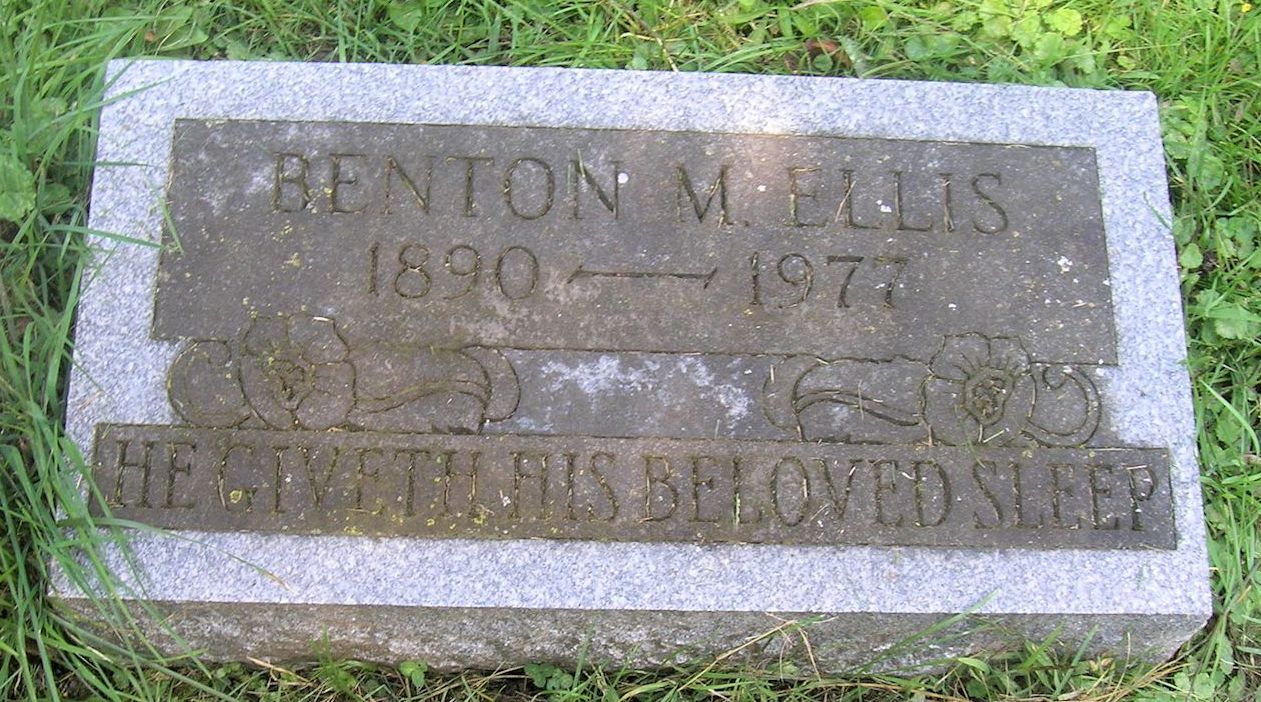 BENTON M. ELLIS
1890 — 1977
HE GIVETH HIS BELOVED SLEEP